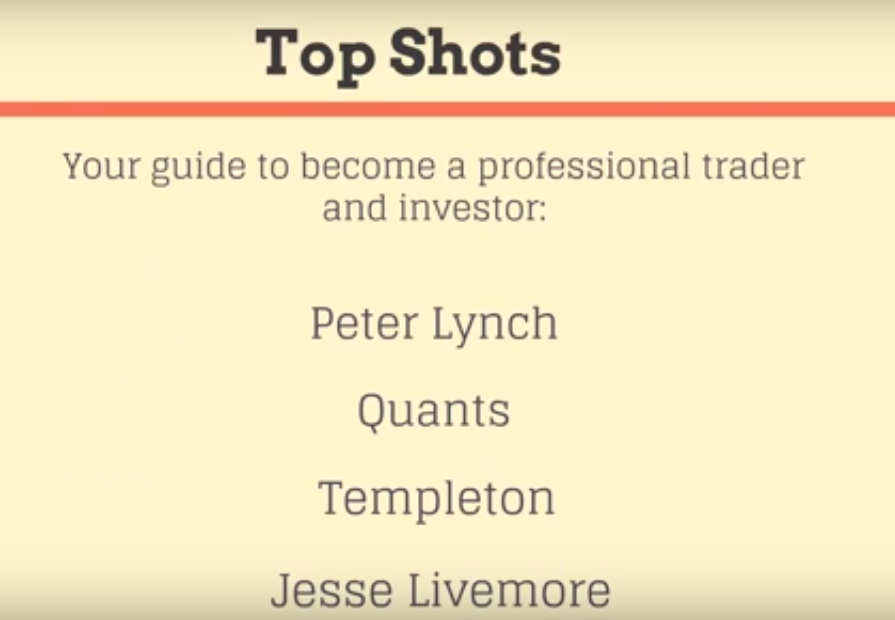 Top Shots
Your guide to become a professional trader
and investor:
Peter Lynch
Quants
Templeton
Jesse Livemore